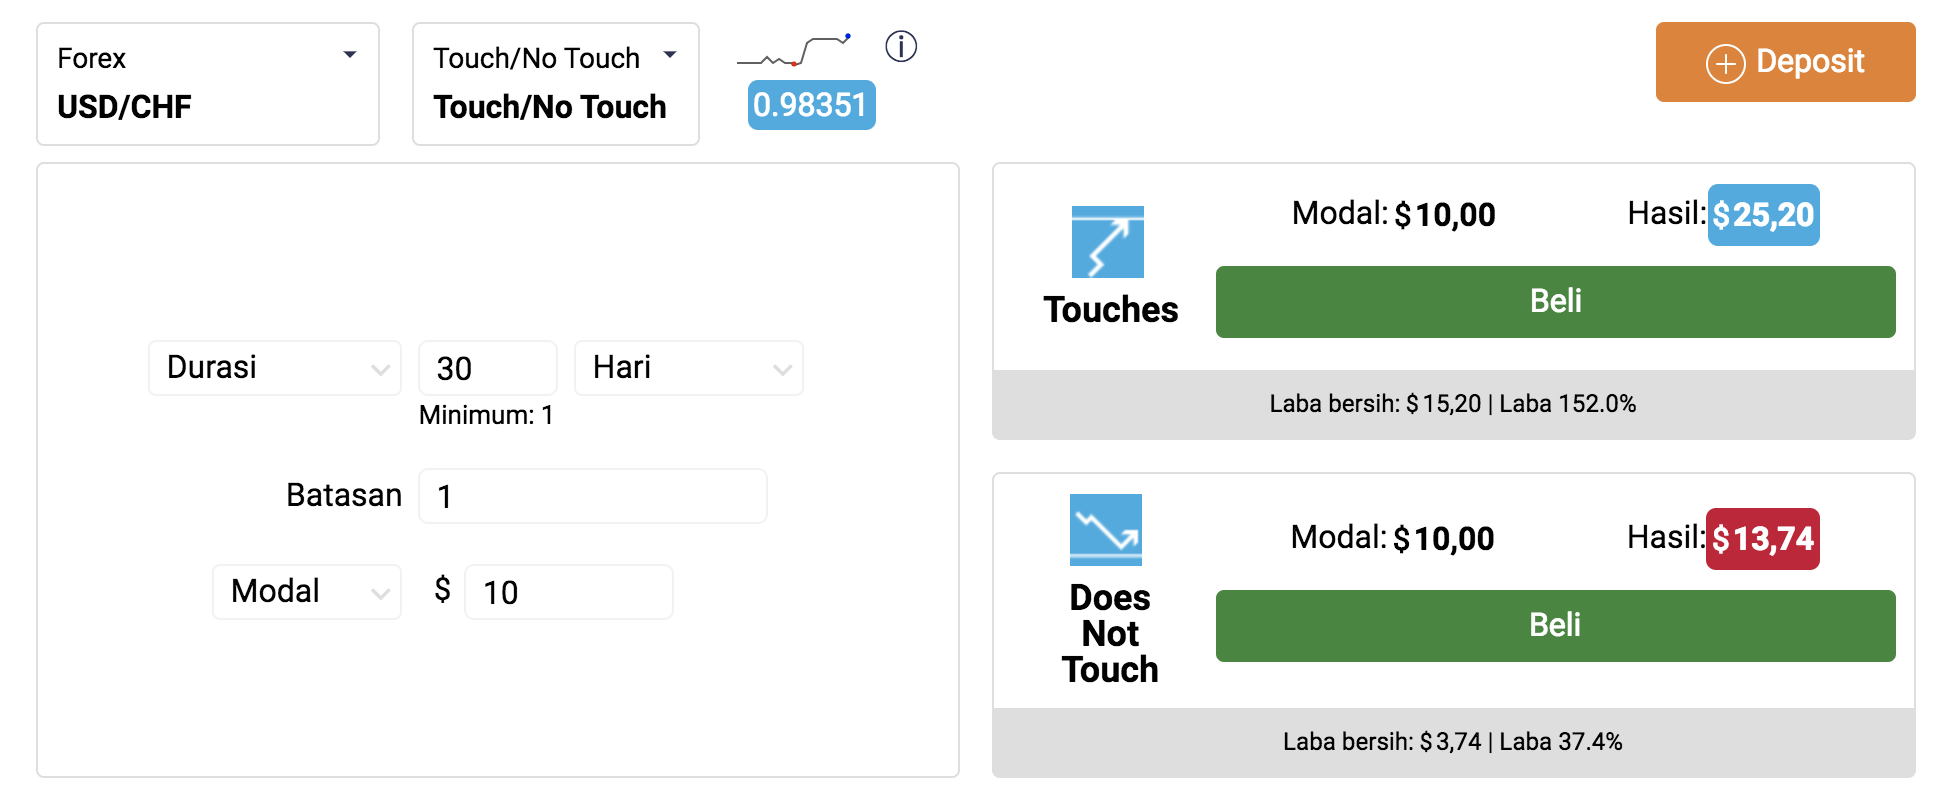 Forex
USD/CHF
Touch/No Touch
Touch/No Touch
0.98351
Deposit
Durasi
30
Hari
Minimum: 1
Batasan
1
Modal
$
10
Touches
Modal: $10,00
Hasil: $25,20
Beli
Laba bersih: $15,20 | Laba 152.0%
Does
Not
Touch
Modal: $10,00
Hasil: $13,74
Beli
Laba bersih: $3,74 | Laba 37.4%